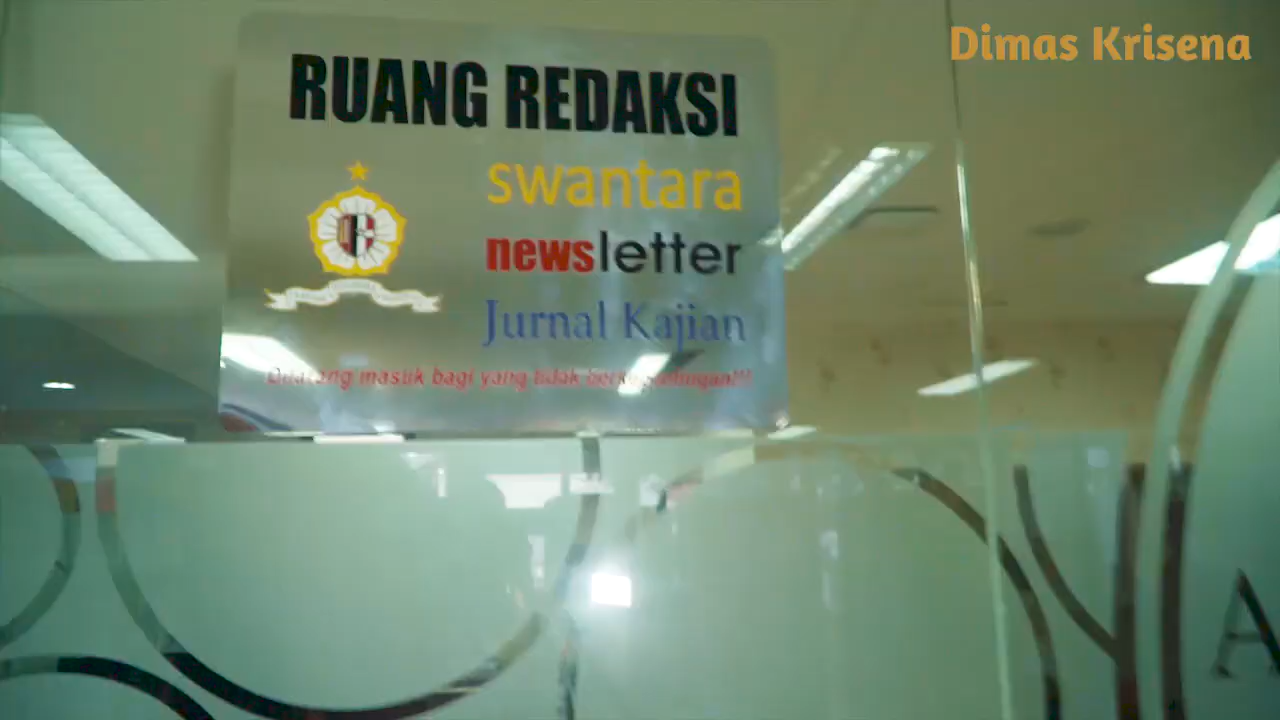 Dimas Krisena
RUANG REDAKSI
swantara
newsletter
Jurnal Kajian
masuk bagi yang tidak
A